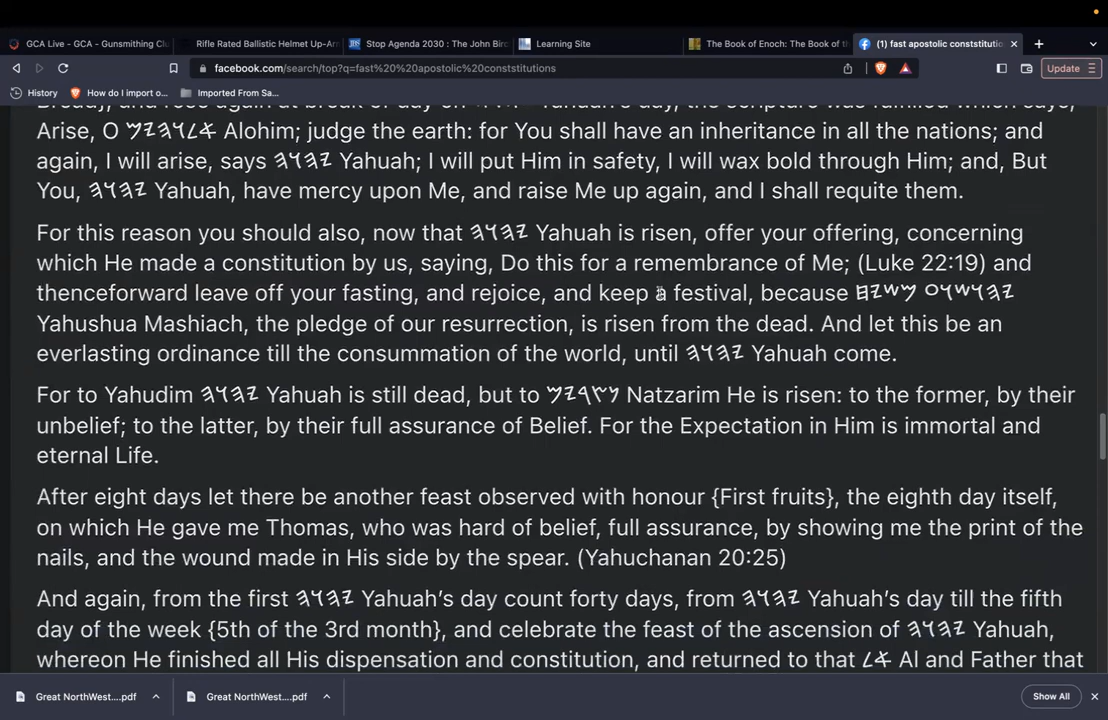 GCA Live - GCA - Gunsmithing Clu
Rifle Rated Ballistic Helmet Up-Arm
Stop Agenda 2030 : The John Birc
Learning Site
The Book of Enoch: The Book of th
(1) fast apostolic conststitutio
facebook.com/search/top?q=fast%20%20apostolic%20conststitutions
Update
History
How do I import o...
Imported From Sa...
Arise, O 𐤌𐤉𐤄𐤅𐤋𐤀 Alohim; judge the earth: for You shall have an inheritance in all the nations; and
again, I will arise, says 𐤄𐤅𐤄𐤉 Yahuah; I will put Him in safety, I will wax bold through Him; and, But
You, 𐤄𐤅𐤄𐤉 Yahuah, have mercy upon Me, and raise Me up again, and I shall requite them.
For this reason you should also, now that 𐤄𐤅𐤄𐤉 Yahuah is risen, offer your offering, concerning
which He made a constitution by us, saying, Do this for a remembrance of Me; (Luke 22:19) and
thenceforward leave off your fasting, and rejoice, and keep a festival, because 𐤇𐤉𐤔𐤌 𐤏𐤅𐤔𐤅𐤄𐤉
Yahushua Mashiach, the pledge of our resurrection, is risen from the dead. And let this be an
everlasting ordinance till the consummation of the world, until 𐤄𐤅𐤄𐤉 Yahuah come.
For to Yahudim 𐤄𐤅𐤄𐤉 Yahuah is still dead, but to Natzarim He is risen: to the former, by their
unbelief; to the latter, by their full assurance of Belief. For the Expectation in Him is immortal and
eternal Life.
After eight days let there be another feast observed with honour {First fruits}, the eighth day itself,
on which He gave me Thomas, who was hard of belief, full assurance, by showing me the print of the
nails, and the wound made in His side by the spear. (Yahuchanan 20:25)
And again, from the first 𐤄𐤅𐤄𐤉 Yahuah’s day count forty days, from 𐤄𐤅𐤄𐤉 Yahuah’s day till the fifth
day of the week {5th of the 3rd month}, and celebrate the feast of the ascension of 𐤄𐤅𐤄𐤉 Yahuah,
whereon He finished all His dispensation and constitution, and returned to that 𐤋𐤀 Al and Father that
Great NorthWest....pdf
Great NorthWest....pdf
Show All